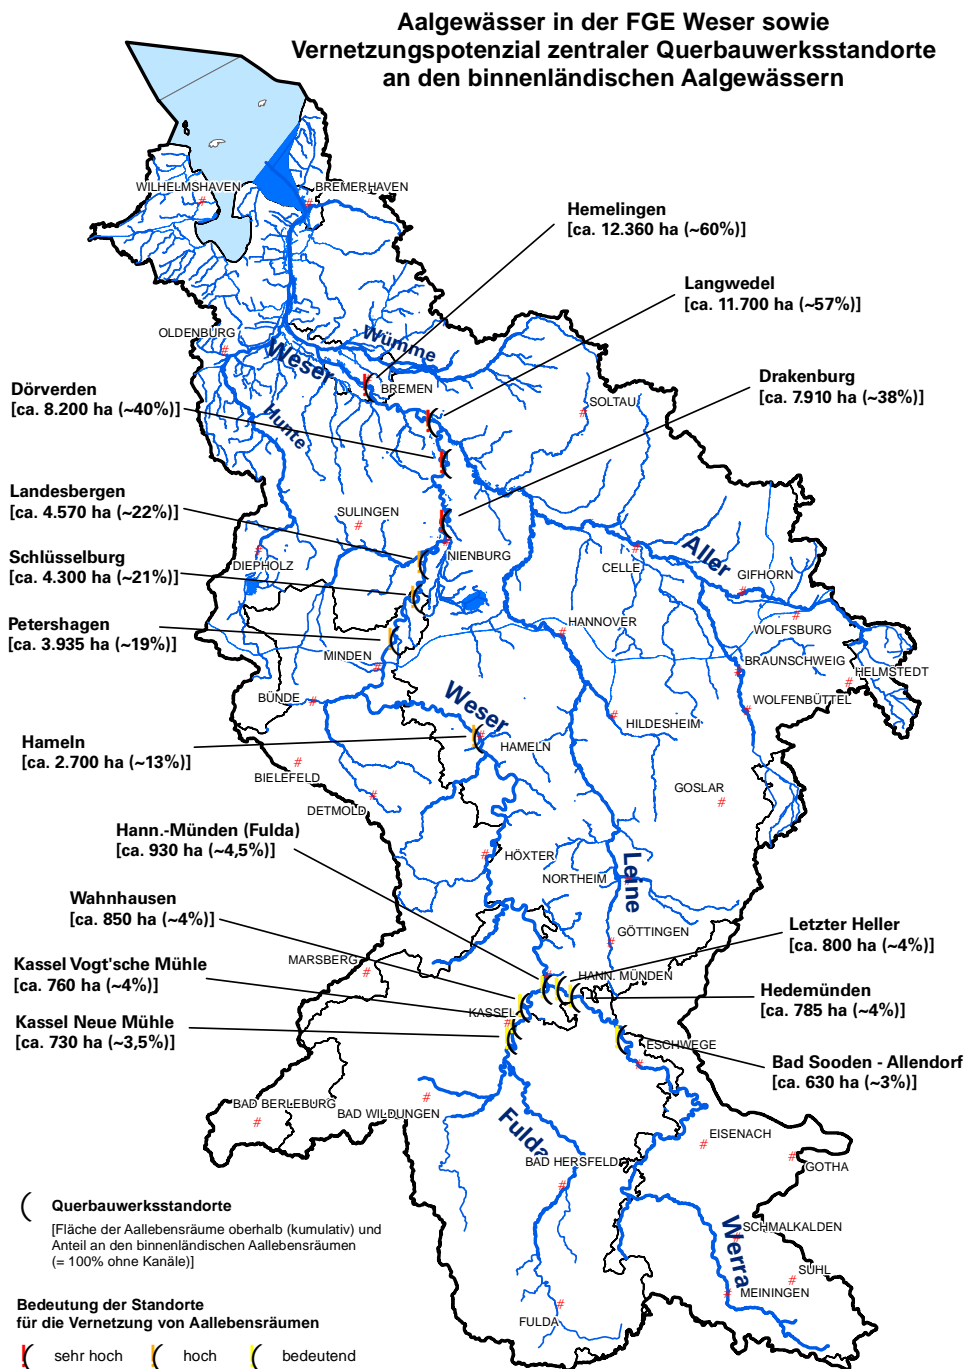 Aalgewässer in der FGE Weser sowie
Vernetzungspotenzial zentraler Querbauwerksstandorte
an den binnenländischen Aalgewässern
WILHELMSHAVEN
BREMERHAVEN
Hemelingen
[ca. 12.360 ha (~60%)]
Langwedel
[ca. 11.700 ha (~57%)]
OLDENBURG
Wümme
Weser
BREMEN
Drakenburg
[ca. 7.910 ha (~38%)]
Dörverden
[ca. 8.200 ha (~40%)]
SOLTAU
Hunte
Landesbergen
[ca. 4.570 ha (~22%)]
SULINGEN
NIENBURG
Aller
Schlüsselburg
[ca. 4.300 ha (~21%)]
DIEPHOLZ
CELLE
GIFHORN
Petershagen
[ca. 3.935 ha (~19%)]
HANNOVER
WOLFSBURG
MINDEN
BRAUNSCHWEIG
HELMSTEDT
BÜNDE
Weser
WOLFENBÜTTEL
HILDESHEIM
Hameln
[ca. 2.700 ha (~13%)]
HAMELN
BIELEFELD
GOSLAR
DETMOLD
Hann.-Münden (Fulda)
[ca. 930 ha (~4,5%)]
HÖXTER
Leine
NORTHEIM
Wahnhausen
[ca. 850 ha (~4%)]
GÖTTINGEN
Letzter Heller
[ca. 800 ha (~4%)]
MARSBERG
Kassel Vogt'sche Mühle
[ca. 760 ha (~4%)]
HANN. MÜNDEN
Hedemünden
[ca. 785 ha (~4%)]
KASSEL
Kassel Neue Mühle
[ca. 730 ha (~3,5%)]
ESCHWEGE
Bad Sooden - Allendorf
[ca. 630 ha (~3%)]
BAD BERLEBURG
BAD WILDUNGEN
Fulda
EISENACH
BAD HERSFELD
GOTHA
Querbauwerksstandorte
[Fläche der Aallebensräume oberhalb (kumulativ) und
Anteil an den binnenländischen Aallebensräumen
(= 100% ohne Kanäle)]
Werra
SCHMALKALDEN
SUHL
MEININGEN
FULDA
Bedeutung der Standorte
für die Vernetzung von Aallebensräumen
sehr hoch
hoch
bedeutend